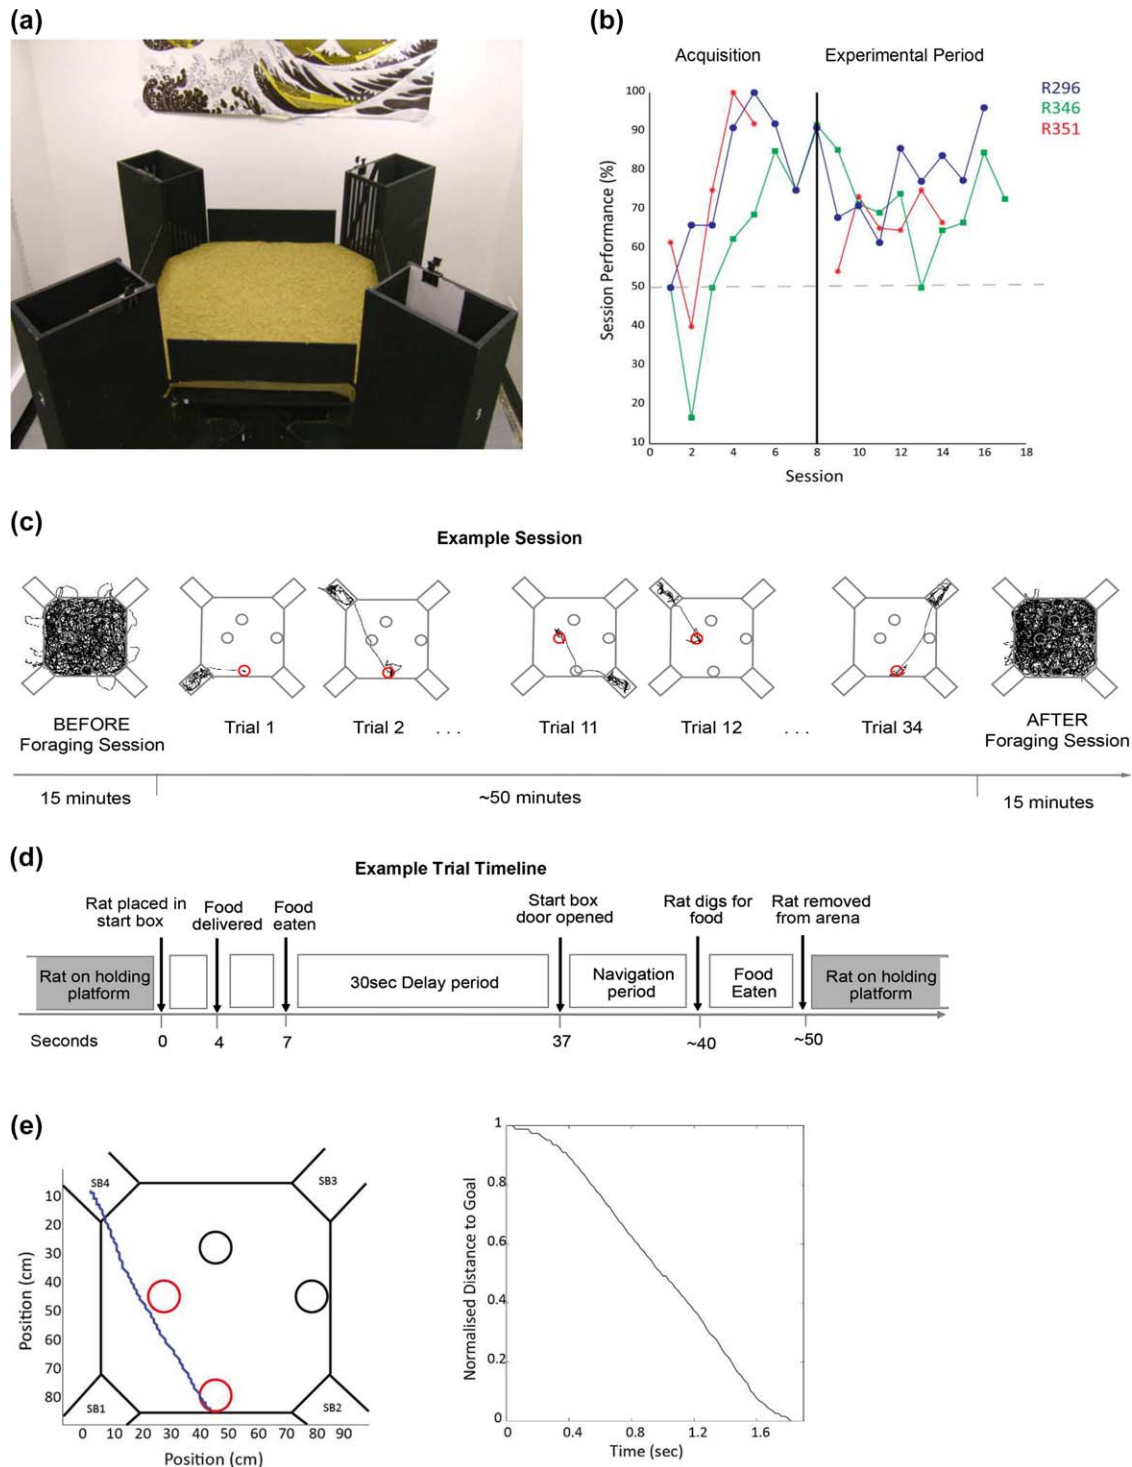 (a)
(b)
Acquisition
Experimental Period
R296
R346
R351
100
90
80
70
60
50
40
30
20
10
Session Performance (%)
0
2
4
6
8
10
12
14
16
18
Session
(c)
Example Session
BEFORE
Foraging Session
Trial 1
Trial 2
. . .
Trial 11
Trial 12
. . .
Trial 34
AFTER
Foraging Session
15 minutes
~50 minutes
15 minutes
(d)
Example Trial Timeline
Rat placed in
start box
Food
delivered
Food
eaten
Start box
door opened
Rat digs for
food
Rat removed
from arena
Rat on holding
platform
30sec Delay period
Navigation
period
Food
Eaten
Rat on holding
platform
Seconds
0
4
7
37
~40
~50
(e)
SB4
SB3
SB1
SB2
10
20
30
40
50
60
70
80
Position (cm)
0
10
20
30
40
50
60
70
80
90
Position (cm)
1
0.8
0.6
0.4
0.2
0
Normalised Distance to Goal
0
0.4
0.8
1.2
1.6
Time (sec)